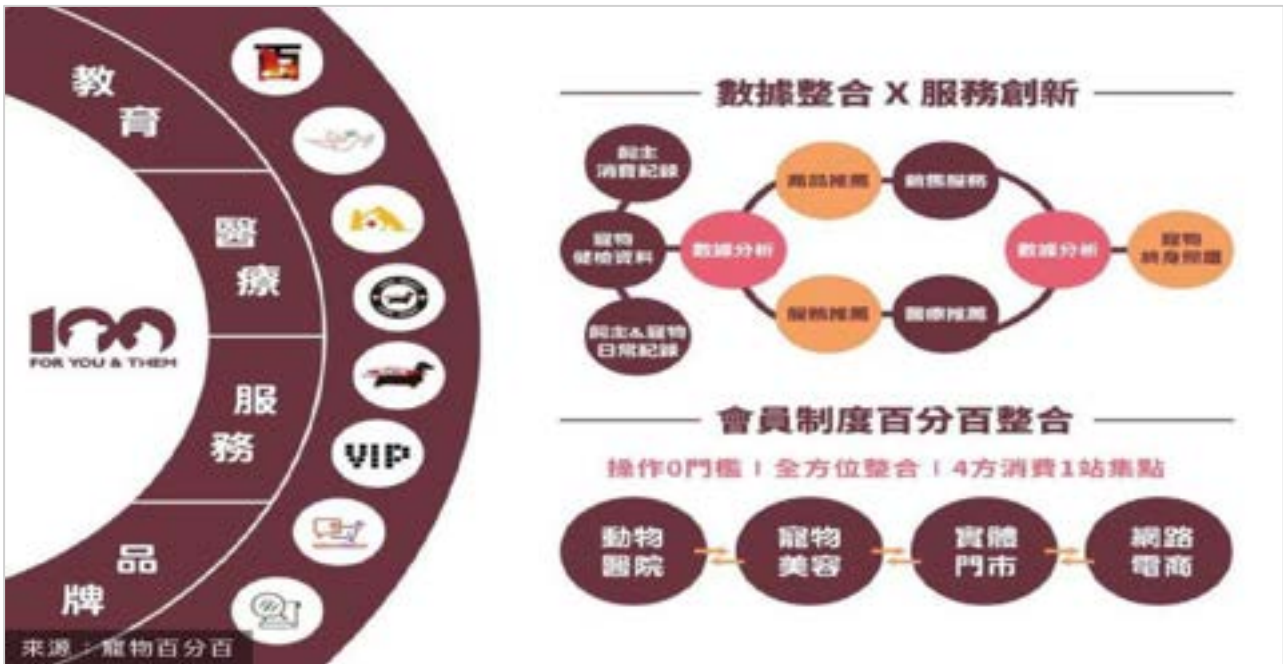 教育
醫療
服務
品牌
100
FOR YOU & THEM
VIP
來源：寵物百分百
數據整合 X 服務創新
飼主
消費紀錄
寵物
健檢資料
飼主&寵物
日常紀錄
數據分析
商品推薦
銷售服務
服務推薦
醫療推薦
數據分析
寵物
終身照護
會員制度百分百整合
操作0門檻 | 全方位整合 | 4方消費1站集點
動物
醫院
寵物
美容
實體
門市
網路
電商